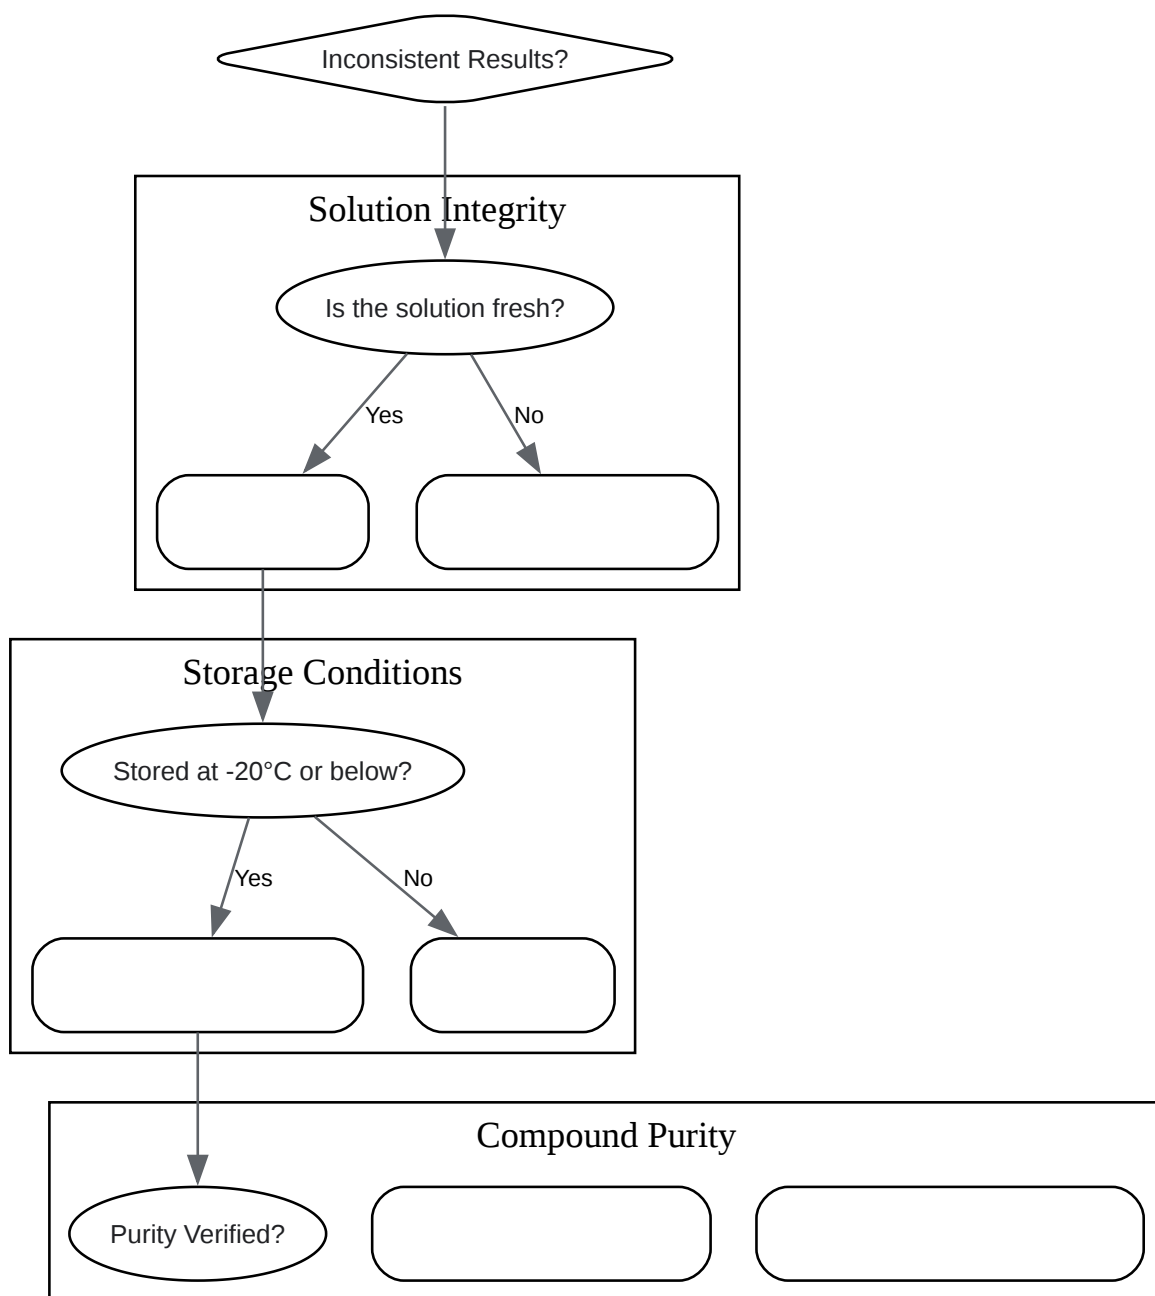 Inconsistent Results?
Solution Integrity
Is the solution fresh?
Yes
No
Storage Conditions
Stored at -20°C or below?
Yes
No
Compound Purity
Purity Verified?